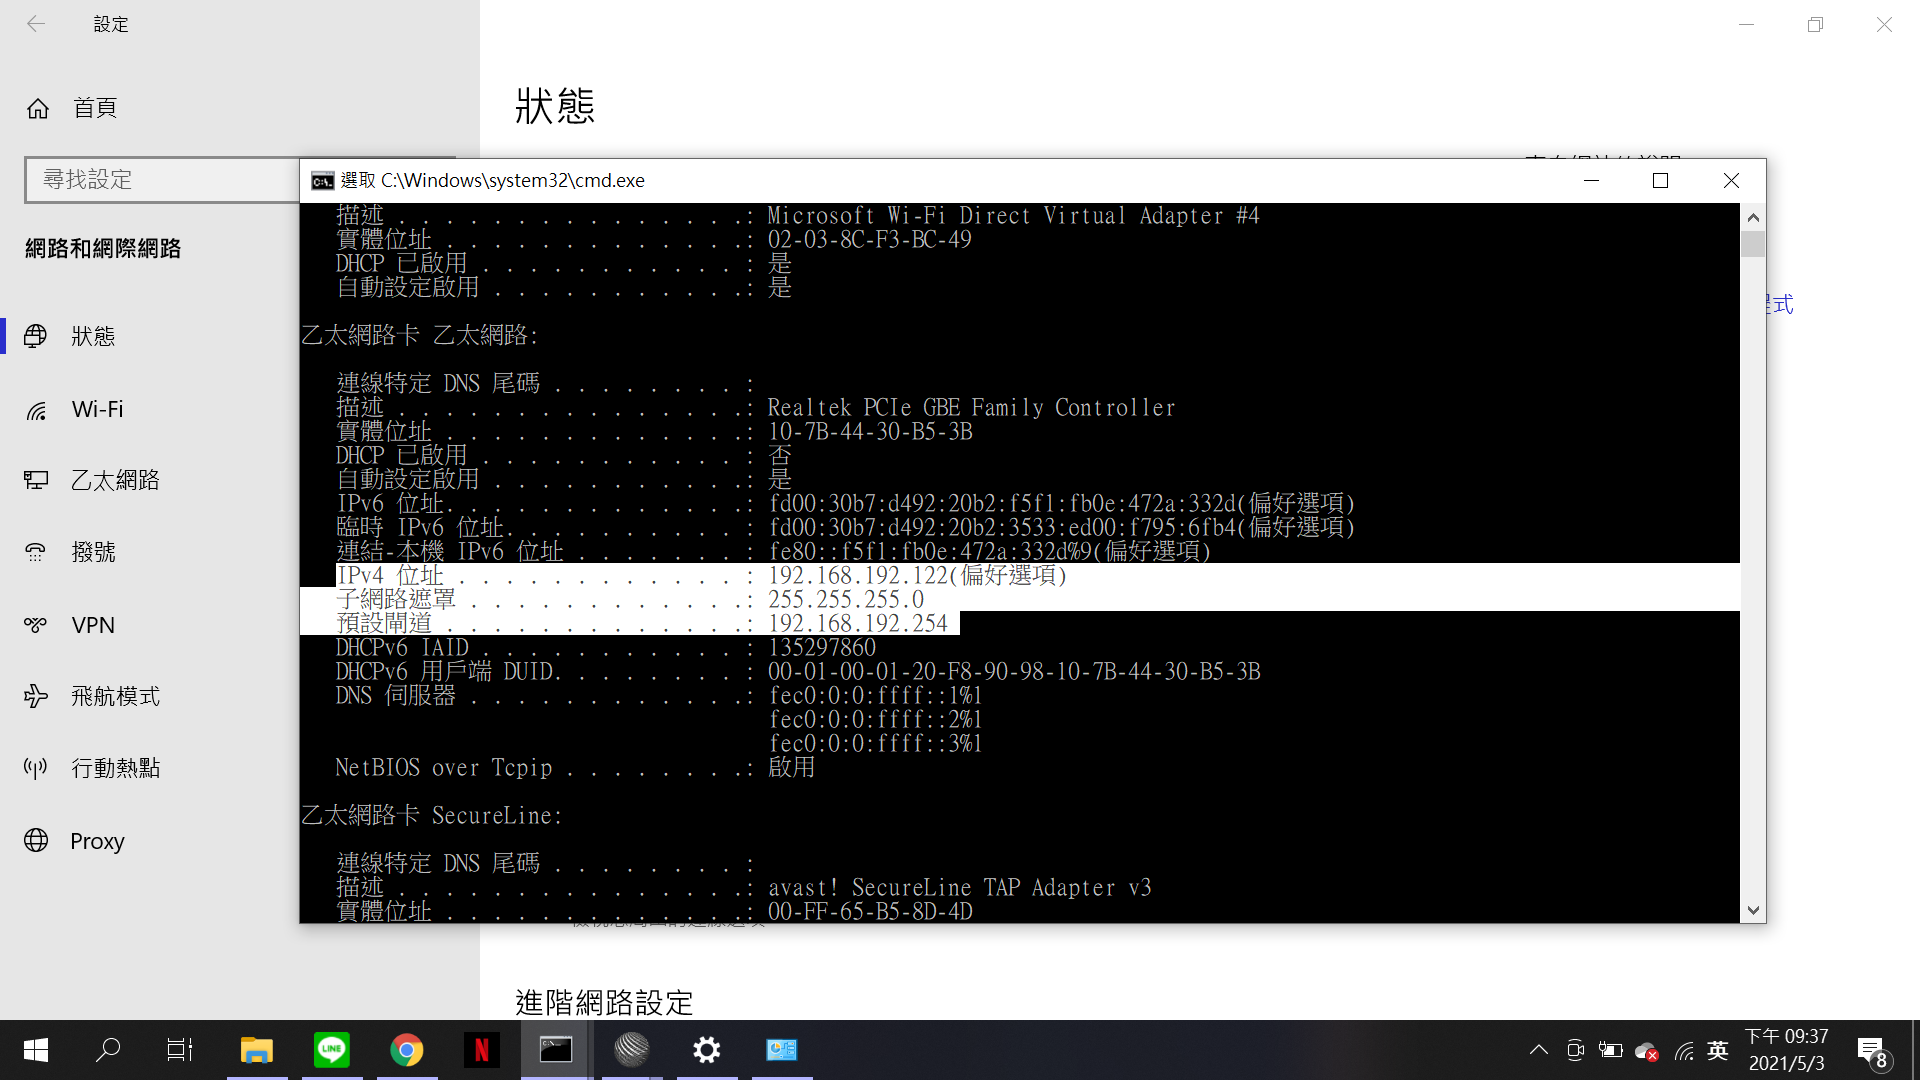 設定
首頁
狀態
尋找設定
網路和網際網路
狀態
Wi-Fi
乙太網路
撥號
VPN
飛航模式
行動熱點
Proxy
選取 C:\Windows\system32\cmd.exe
描述 . . . . . . . . . . . . . . .: Microsoft Wi-Fi Direct Virtual Adapter #4
實體位址 . . . . . . . . . . . . .: 02-03-8C-F3-BC-49
DHCP 已啟用 . . . . . . . . . . . : 是
自動設定啟用 . . . . . . . . . . .: 是
乙太網路卡 乙太網路:
連線特定 DNS 尾碼 . . . . . . . . :
描述 . . . . . . . . . . . . . . .: Realtek PCIe GBE Family Controller
實體位址 . . . . . . . . . . . . .: 10-7B-44-30-B5-3B
DHCP 已啟用 . . . . . . . . . . . : 否
自動設定啟用 . . . . . . . . . . .: 是
IPv6 位址. . . . . . . . . . . . .: fd00:30b7:d492:20b2:f5f1:fb0e:472a:332d(偏好選項)
臨時 IPv6 位址. . . . . . . . . . : fd00:30b7:d492:20b2:3533:ed00:f795:6fb4(偏好選項)
連結-本機 IPv6 位址 . . . . . . . : fe80::f5f1:fb0e:472a:332d%9(偏好選項)
IPv4 位址 . . . . . . . . . . . . : 192.168.192.122(偏好選項)
子網路遮罩 . . . . . . . . . . . .: 255.255.255.0
預設閘道 . . . . . . . . . . . . .: 192.168.192.254
DHCPv6 IAID . . . . . . . . . . . : 135297860
DHCPv6 用戶端 DUID. . . . . . . . : 00-01-00-01-20-F8-90-98-10-7B-44-30-B5-3B
DNS 伺服器 . . . . . . . . . . . .: fec0:0:0:ffff::1%1
fec0:0:0:ffff::2%1
fec0:0:0:ffff::3%1
NetBIOS over Tcpip . . . . . . . .: 啟用
乙太網路卡 SecureLine:
連線特定 DNS 尾碼 . . . . . . . . :
描述 . . . . . . . . . . . . . . .: avast! SecureLine TAP Adapter v3
實體位址 . . . . . . . . . . . . .: 00-FF-65-B5-8D-4D
程式
進階網路設定
LINE
N
英
下午 09:37
2021/5/3
8